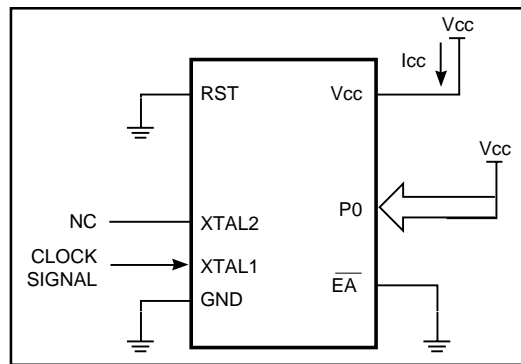 Vcc
Icc
RST
Vcc
Vcc
NC
XTAL2
P0
CLOCK
SIGNAL
XTAL1
GND
EA